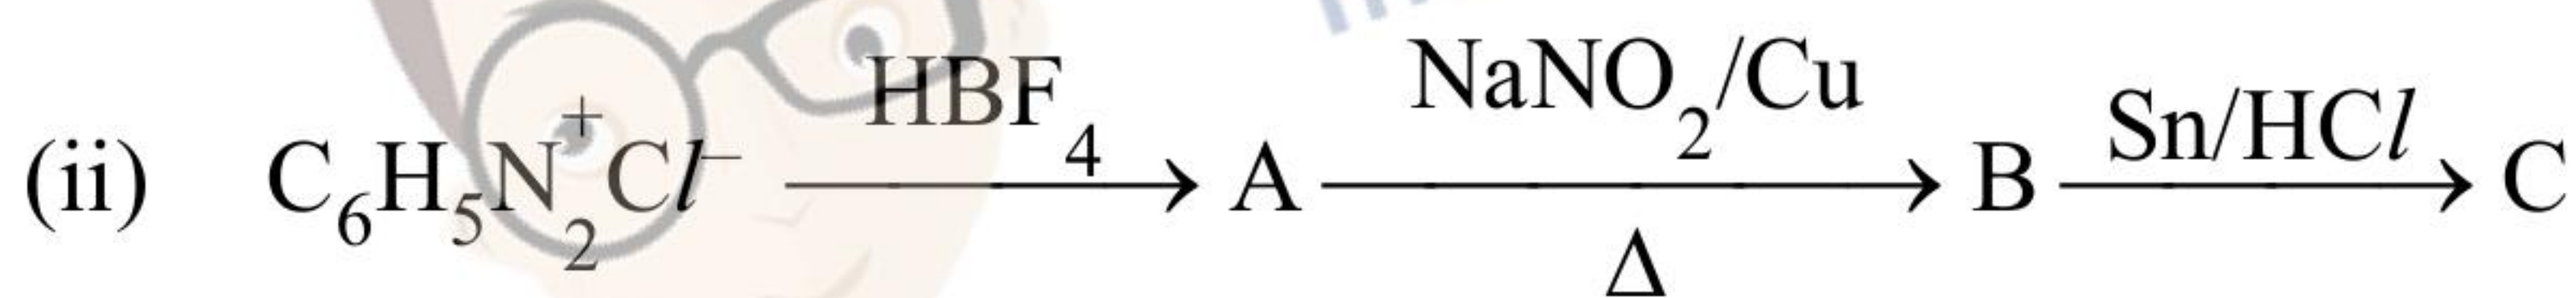 (ii) C₆H₅N₂⁺Cl⁻ —HBF₄→ A —NaNO₂/Cu, Δ→ B —Sn/HCl→ C